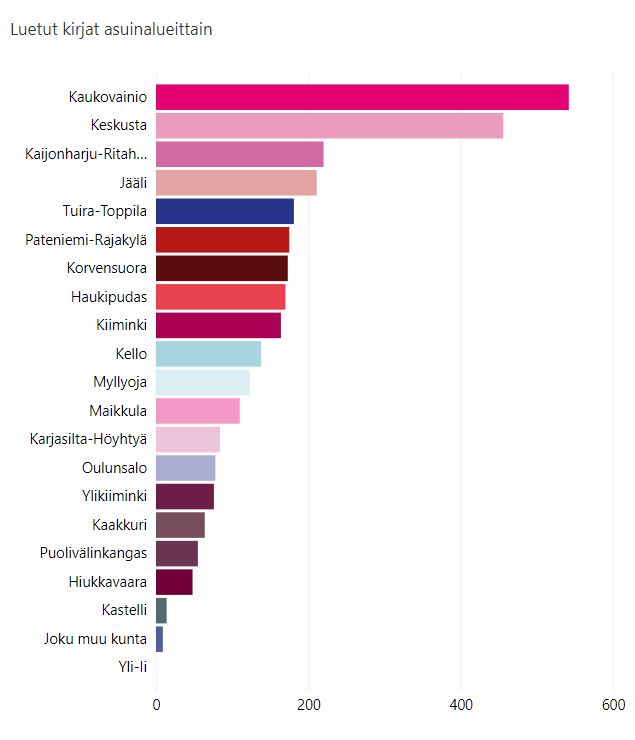 Luetut kirjat asuinalueittain
Kaukovainio
Keskusta
Kaijonharju-Ritah...
Jääli
Tuira-Toppila
Pateniemi-Rajakylä
Korvensuora
Haukipudas
Kiiminki
Kello
Myllyoja
Maikkula
Karjasilta-Höyhtyä
Oulunsalo
Ylikiiminki
Kaakkuri
Puolivälinkangas
Hiukkavaara
Kastelli
Joku muu kunta
Yli-Ii
0 200 400 600